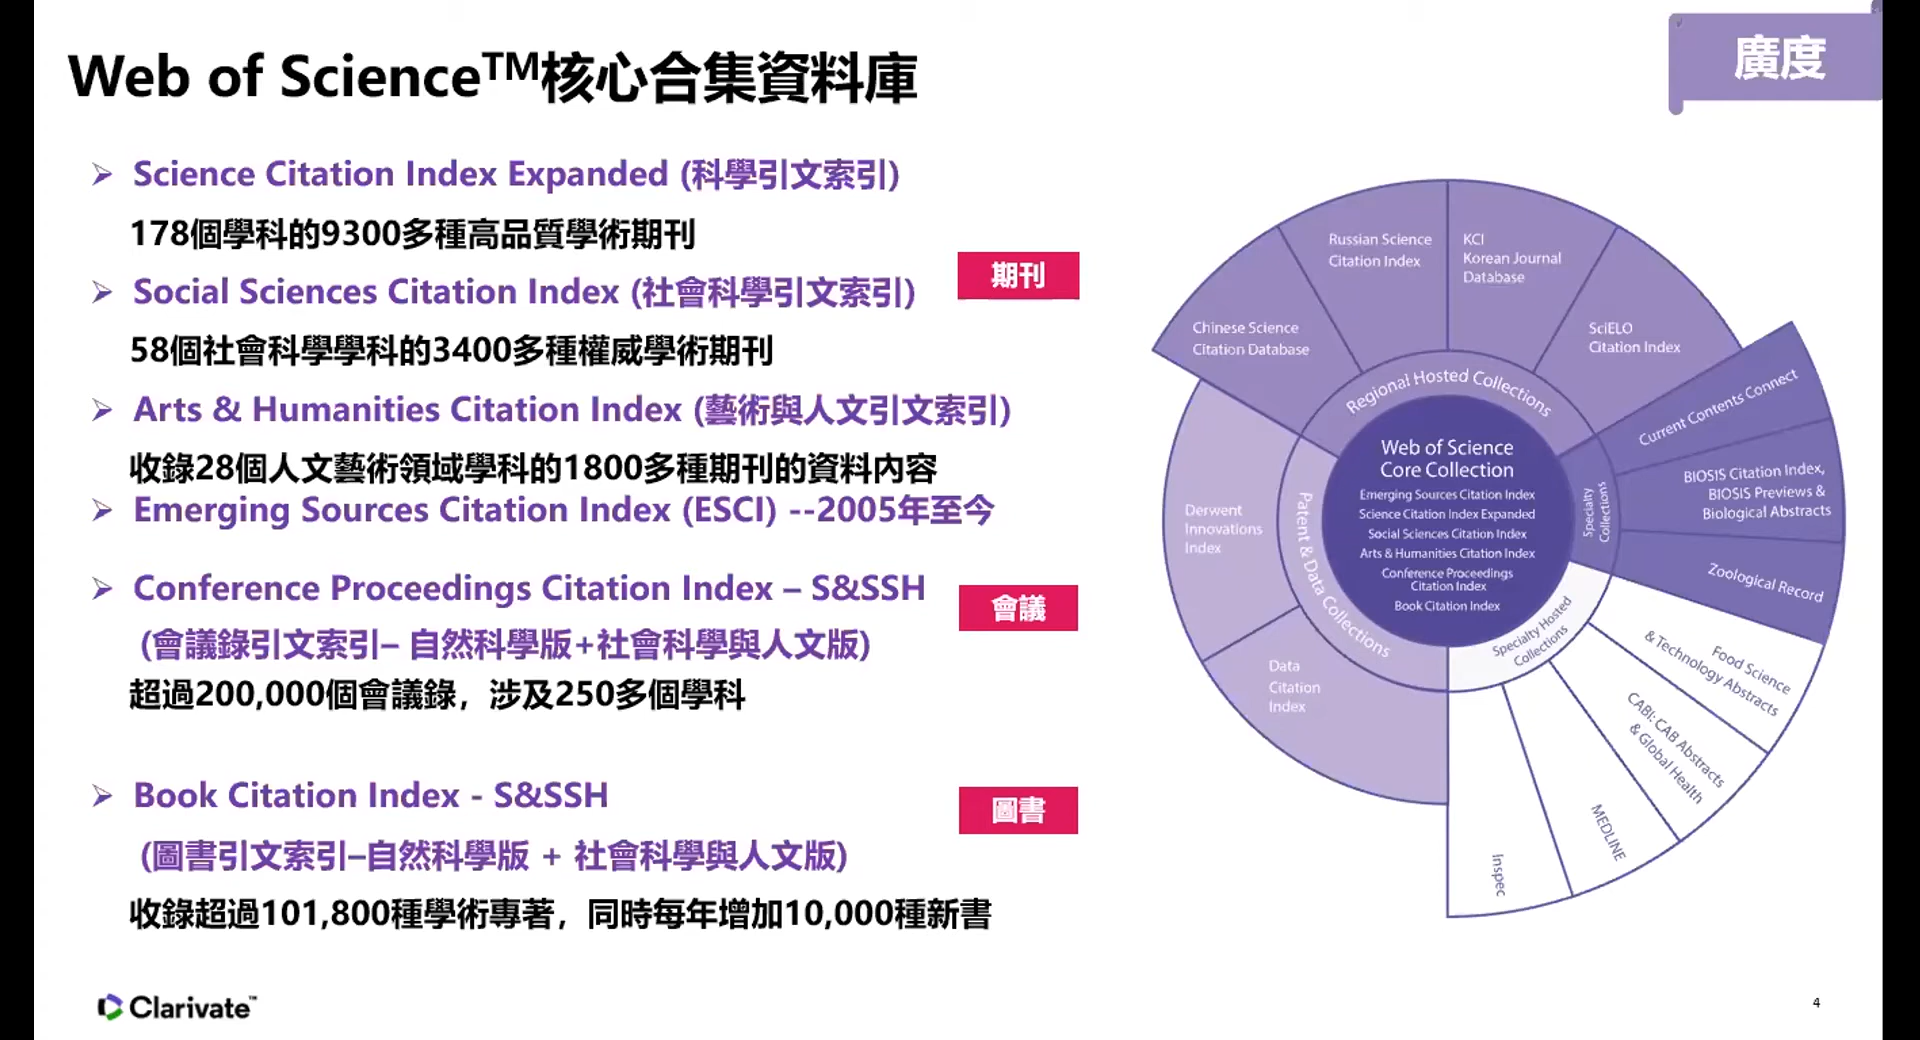 廣度
Web of Science™核心合集資料庫
➢ Science Citation Index Expanded (科學引文索引)
178個學科的9300多種高品質學術期刊
➢ Social Sciences Citation Index (社會科學引文索引)
58個社會科學學科的3400多種權威學術期刊
➢ Arts & Humanities Citation Index (藝術與人文引文索引)
收錄28個人文藝術領域學科的1800多種期刊的資料內容
➢ Emerging Sources Citation Index (ESCI) --2005年至今
期刊
➢ Conference Proceedings Citation Index – S&SSH
(會議錄引文索引– 自然科學版+社會科學與人文版)
超過200,000個會議錄，涉及250多個學科
會議
➢ Book Citation Index - S&SSH
(圖書引文索引–自然科學版 + 社會科學與人文版)
收錄超過101,800種學術專著，同時每年增加10,000種新書
圖書
Web of Science
Core Collection
Emerging Sources Citation Index
Science Citation Index Expanded
Social Sciences Citation Index
Arts & Humanities Citation Index
Conference Proceedings
Citation Index
Book Citation Index
Regional Hosted Collections
Chinese Science
Citation Database
Russian Science
Citation Index
KCI
Korean Journal
Database
SciELO
Citation Index
Specialty
Collections
Current Contents Connect
BIOSIS Citation Index,
BIOSIS Previews &
Biological Abstracts
Zoological Record
Specialty Hosted
Collections
Food Science
& Technology Abstracts
CABI: CAB Abstracts
& Global Health
MEDLINE
Inspec
Patent & Data Collections
Data
Citation
Index
Derwent
Innovations
Index
Clarivate™
4